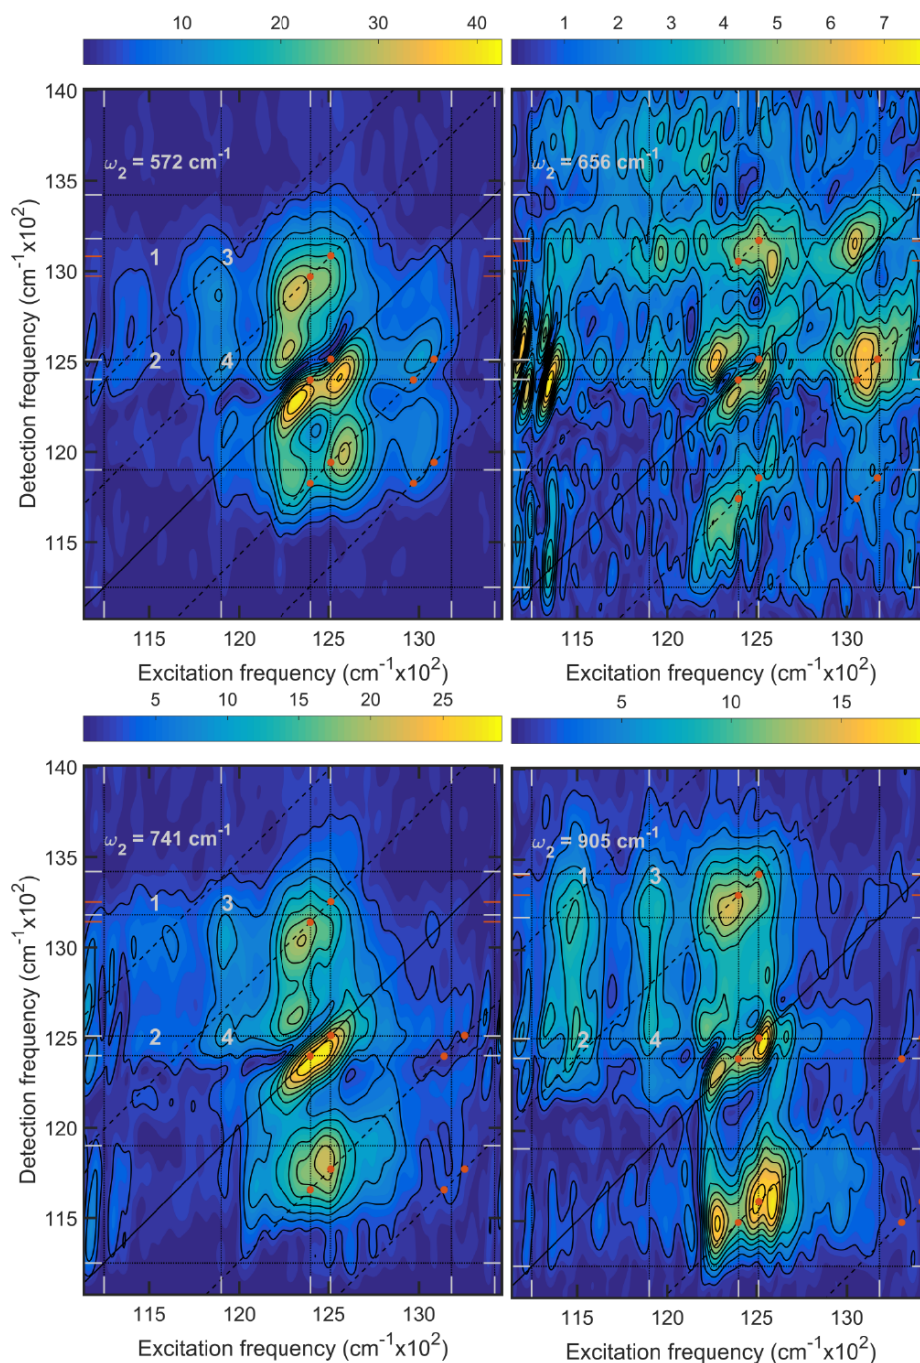 10 20 30 40
1 2 3 4 5 6 7
140
135
130
125
120
115
Detection frequency (cm⁻¹x10²)
ω₂ = 572 cm⁻¹
1 3
2 4
ω₂ = 656 cm⁻¹
115 120 125 130
115 120 125 130
Excitation frequency (cm⁻¹x10²)
Excitation frequency (cm⁻¹x10²)
5 10 15 20 25
5 10 15
140
135
130
125
120
115
Detection frequency (cm⁻¹x10²)
ω₂ = 741 cm⁻¹
1 3
2 4
ω₂ = 905 cm⁻¹
1 3
2 4
115 120 125 130
115 120 125 130
Excitation frequency (cm⁻¹x10²)
Excitation frequency (cm⁻¹x10²)